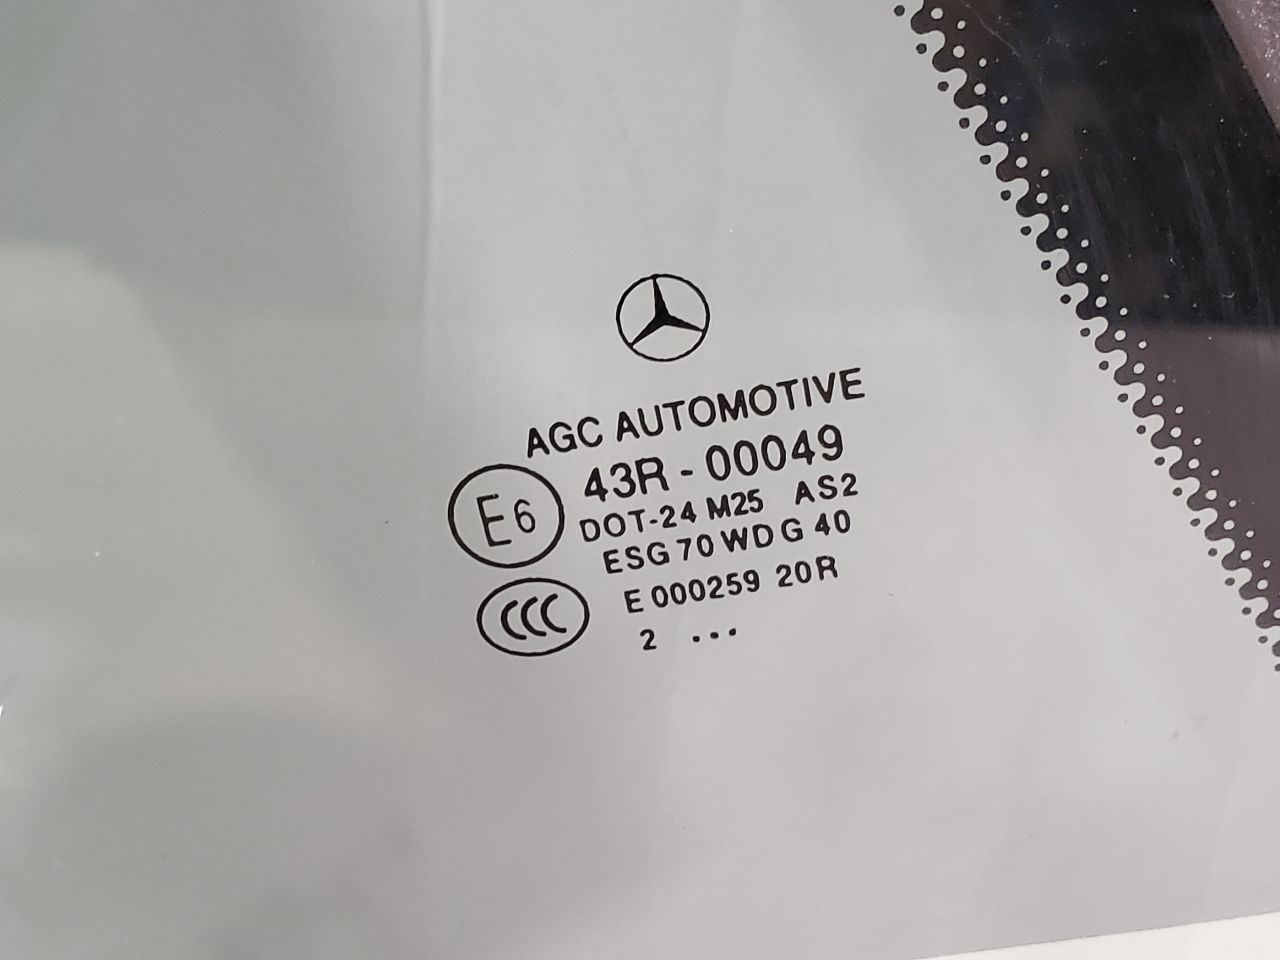 AGC AUTOMOTIVE
E6
43R - 00049
DOT-24 M25 AS2
ESG 70 WD G 40
CCC
E 000259 20R
2 ...